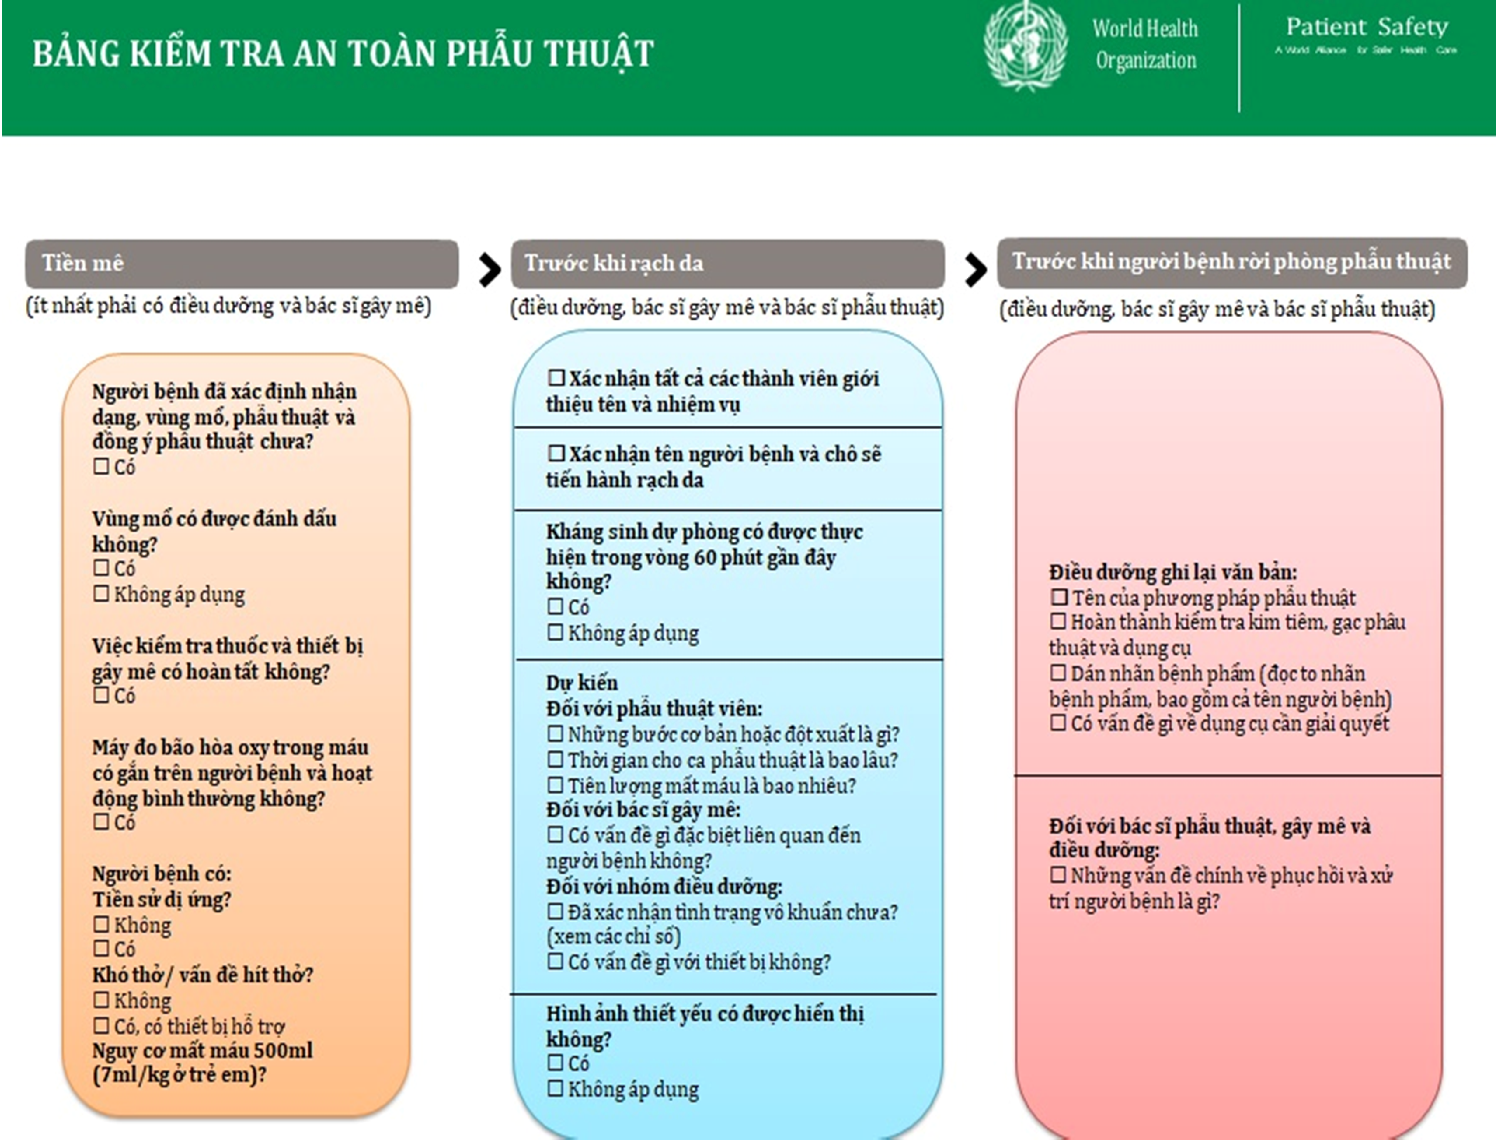 BẢNG KIỂM TRA AN TOÀN PHẪU THUẬT
World Health
Organization
Patient Safety
A World Alliance for Safer Health Care
Tiền mê
(ít nhất phải có điều dưỡng và bác sĩ gây mê)
Người bệnh đã xác định nhận
dạng, vùng mổ, phẫu thuật và
đồng ý phẫu thuật chưa?
☐ Có
Vùng mổ có được đánh dấu
không?
☐ Có
☐ Không áp dụng
Việc kiểm tra thuốc và thiết bị
gây mê có hoàn tất không?
☐ Có
Máy đo bão hòa oxy trong máu
có gắn trên người bệnh và hoạt
động bình thường không?
☐ Có
Người bệnh có:
Tiền sử dị ứng?
☐ Không
☐ Có
Khó thở/ vấn đề hít thở?
☐ Không
☐ Có, có thiết bị hỗ trợ
Nguy cơ mất máu 500ml
(7ml/kg ở trẻ em)?
Trước khi rạch da
(điều dưỡng, bác sĩ gây mê và bác sĩ phẫu thuật)
☐ Xác nhận tất cả các thành viên giới
thiệu tên và nhiệm vụ
☐ Xác nhận tên người bệnh và chỗ sẽ
tiến hành rạch da
Kháng sinh dự phòng có được thực
hiện trong vòng 60 phút gần đây
không?
☐ Có
☐ Không áp dụng
Dự kiến
Đối với phẫu thuật viên:
☐ Những bước cơ bản hoặc đột xuất là gì?
☐ Thời gian cho ca phẫu thuật là bao lâu?
☐ Tiên lượng mất máu là bao nhiêu?
Đối với bác sĩ gây mê:
☐ Có vấn đề gì đặc biệt liên quan đến
người bệnh không?
Đối với nhóm điều dưỡng:
☐ Đã xác nhận tình trạng vô khuẩn chưa?
(xem các chỉ số)
☐ Có vấn đề gì với thiết bị không?
Hình ảnh thiết yếu có được hiển thị
không?
☐ Có
☐ Không áp dụng
Trước khi người bệnh rời phòng phẫu thuật
(điều dưỡng, bác sĩ gây mê và bác sĩ phẫu thuật)
Điều dưỡng ghi lại văn bản:
☐ Tên của phương pháp phẫu thuật
☐ Hoàn thành kiểm tra kim tiêm, gạc phẫu
thuật và dụng cụ
☐ Dán nhãn bệnh phẩm (đọc to nhãn
bệnh phẩm, bao gồm cả tên người bệnh)
☐ Có vấn đề gì về dụng cụ cần giải quyết
Đối với bác sĩ phẫu thuật, gây mê và
điều dưỡng:
☐ Những vấn đề chính về phục hồi và xử
trí người bệnh là gì?